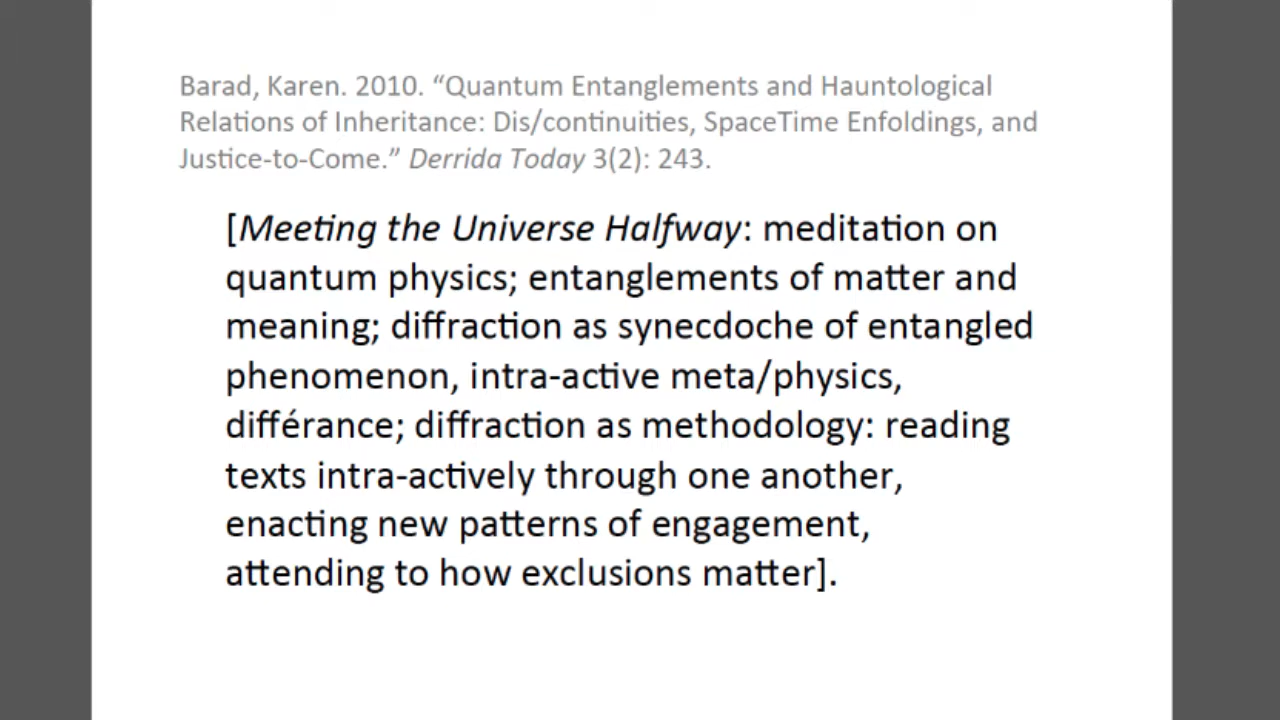 Barad, Karen. 2010. “Quantum Entanglements and Hauntological
Relations of Inheritance: Dis/continuities, SpaceTime Enfoldings, and
Justice-to-Come.” Derrida Today 3(2): 243.
[Meeting the Universe Halfway: meditation on
quantum physics; entanglements of matter and
meaning; diffraction as synecdoche of entangled
phenomenon, intra-active meta/physics,
différance; diffraction as methodology: reading
texts intra-actively through one another,
enacting new patterns of engagement,
attending to how exclusions matter].